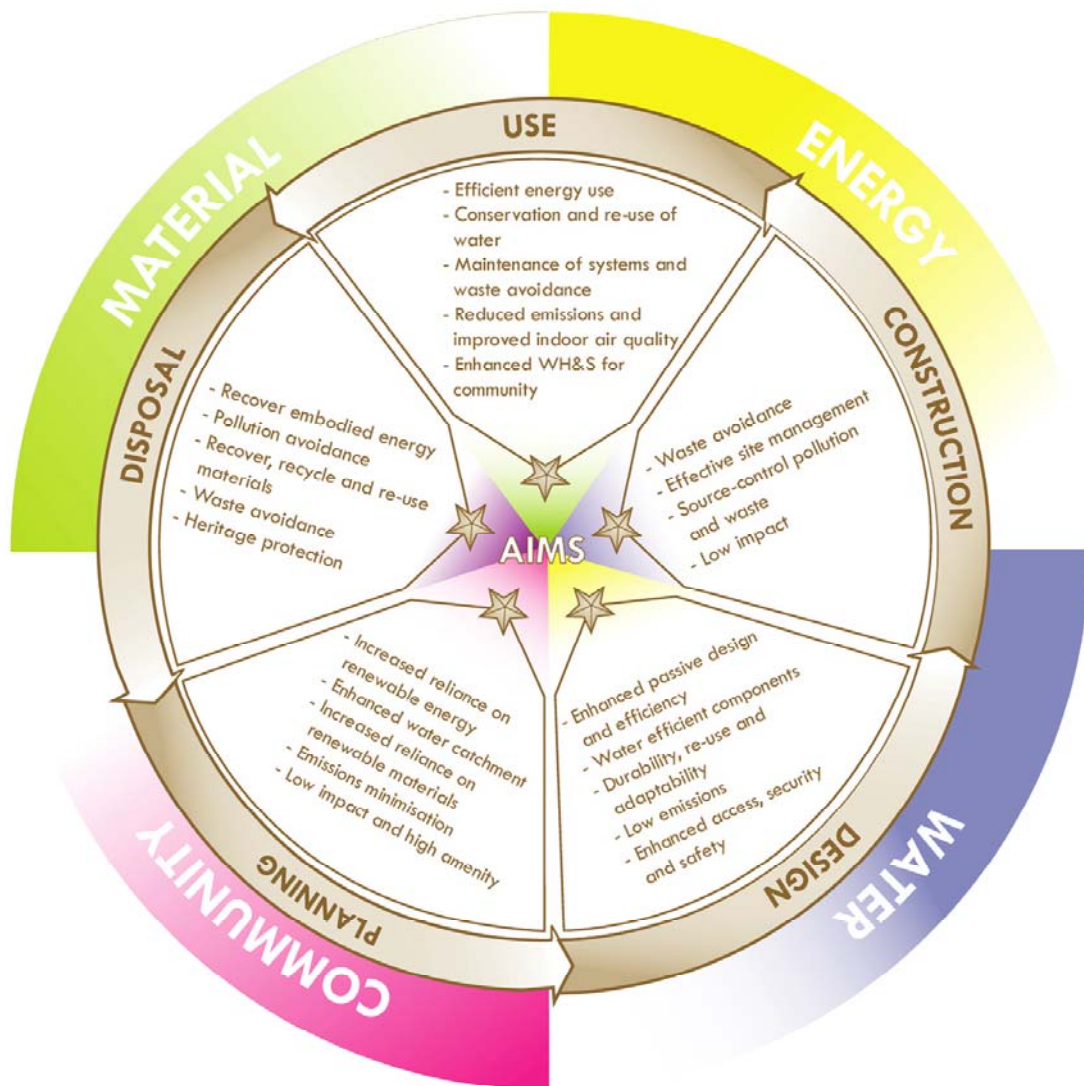 MATERIAL
ENERGY
WATER
COMMUNITY
USE
- Efficient energy use
- Conservation and re-use of
water
- Maintenance of systems and
waste avoidance
- Reduced emissions and
improved indoor air quality
- Enhanced WH&S for
community
CONSTRUCTION
- Waste avoidance
- Effective site management
- Source-control pollution
and waste
- Low impact
DESIGN
- Enhanced passive design
and efficiency
- Water efficient components
- Durability, re-use and
adaptability
- Low emissions
- Enhanced access, security
and safety
PLANNING
- Increased reliance on
renewable energy
- Enhanced water catchment
- Increased reliance on
renewable materials
- Emissions minimisation
- Low impact and high amenity
DISPOSAL
- Recover embodied energy
- Pollution avoidance
- Recover, recycle and re-use
materials
- Waste avoidance
- Heritage protection
AIMS